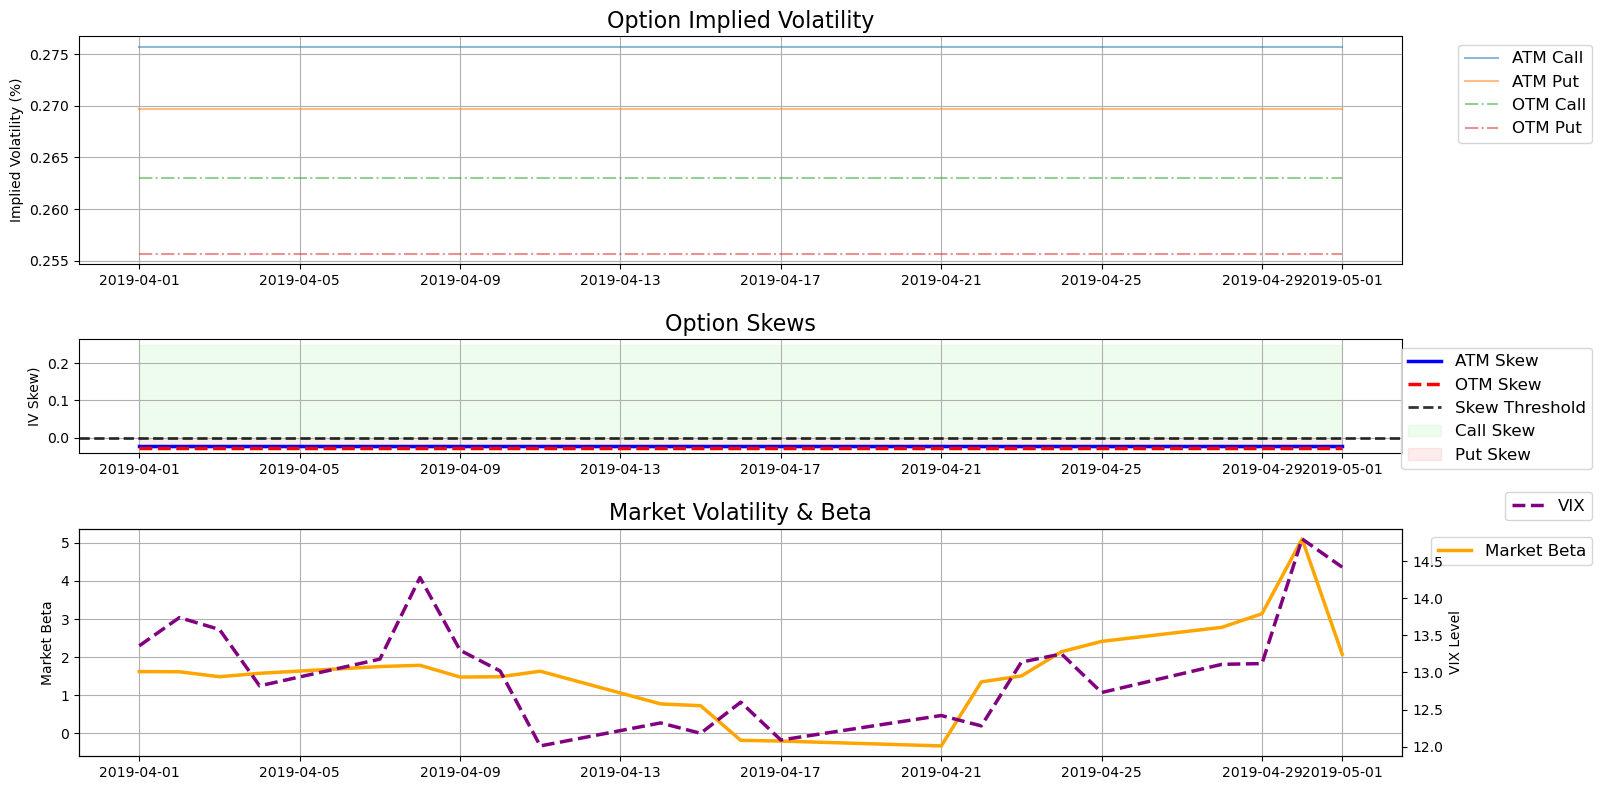 Option Implied Volatility
Implied Volatility (%)
0.275
0.270
0.265
0.260
0.255
2019-04-01 2019-04-05 2019-04-09 2019-04-13 2019-04-17 2019-04-21 2019-04-25 2019-04-29 2019-05-01
ATM Call
ATM Put
OTM Call
OTM Put
Option Skews
IV Skew)
0.2
0.1
0.0
2019-04-01 2019-04-05 2019-04-09 2019-04-13 2019-04-17 2019-04-21 2019-04-25 2019-04-29 2019-05-01
ATM Skew
OTM Skew
Skew Threshold
Call Skew
Put Skew
Market Volatility & Beta
VIX
Market Beta
Market Beta
5
4
3
2
1
0
14.5
14.0
13.5
13.0
12.5
12.0
VIX Level
2019-04-01 2019-04-05 2019-04-09 2019-04-13 2019-04-17 2019-04-21 2019-04-25 2019-04-29 2019-05-01